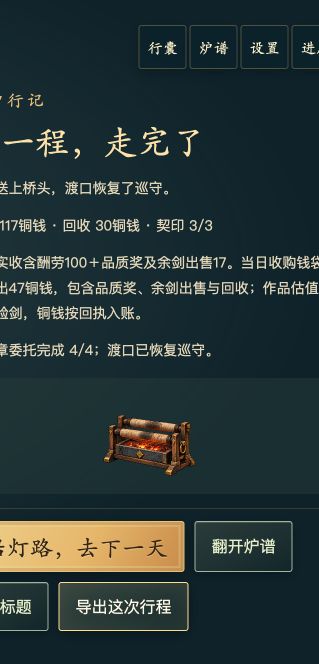 行囊 炉谱 设置 进
行记
一程，走完了
送上桥头，渡口恢复了巡守。
117铜钱 · 回收 30铜钱 · 契印 3/3
实收含酬劳100＋品质奖及余剑出售17。当日收购钱袋
出47铜钱，包含品质奖、余剑出售与回收；作品估值
验剑，铜钱按回执入账。
章委托完成 4/4；渡口已恢复巡守。
灯路，去下一天 翻开炉谱
标题 导出这次行程